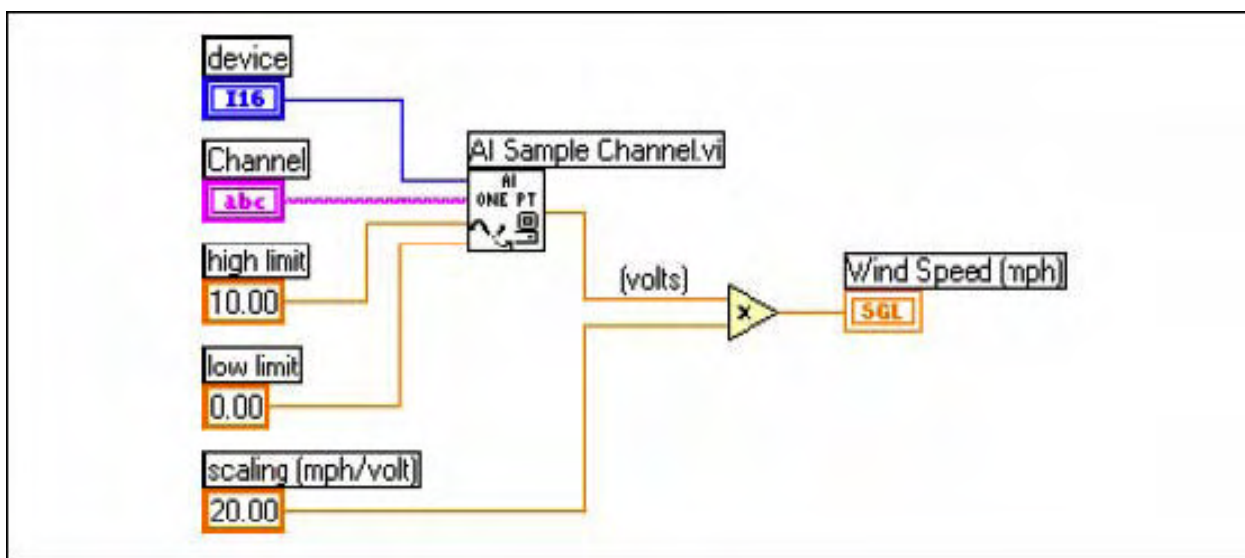 device
I16
Channel
abc
high limit
10.00
low limit
0.00
scaling (mph/volt)
20.00
AI Sample Channel.vi
AI
ONE PT
(volts)
x
Wind Speed (mph)
SGL